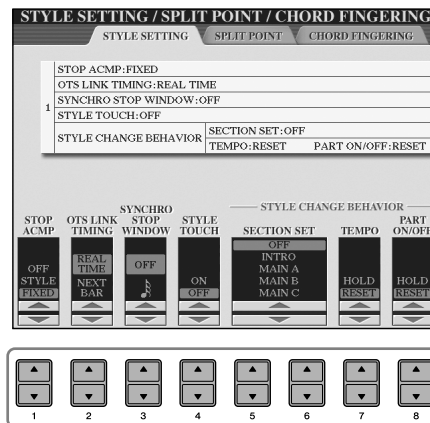 STYLE SETTING / SPLIT POINT / CHORD FINGERING
STYLE SETTING SPLIT POINT CHORD FINGERING
1
STOP ACMP:FIXED
OTS LINK TIMING:REAL TIME
SYNCHRO STOP WINDOW:OFF
STYLE TOUCH:OFF
STYLE CHANGE BEHAVIOR
SECTION SET:OFF
TEMPO:RESET PART ON/OFF:RESET
STYLE CHANGE BEHAVIOR
STOP ACMP
OTS LINK TIMING
SYNCHRO STOP WINDOW
STYLE TOUCH
SECTION SET
TEMPO
PART ON/OFF
OFF
STYLE
FIXED
REAL TIME
NEXT BAR
OFF
ON
OFF
OFF
INTRO
MAIN A
MAIN B
MAIN C
HOLD
RESET
HOLD
RESET
1 2 3 4 5 6 7 8